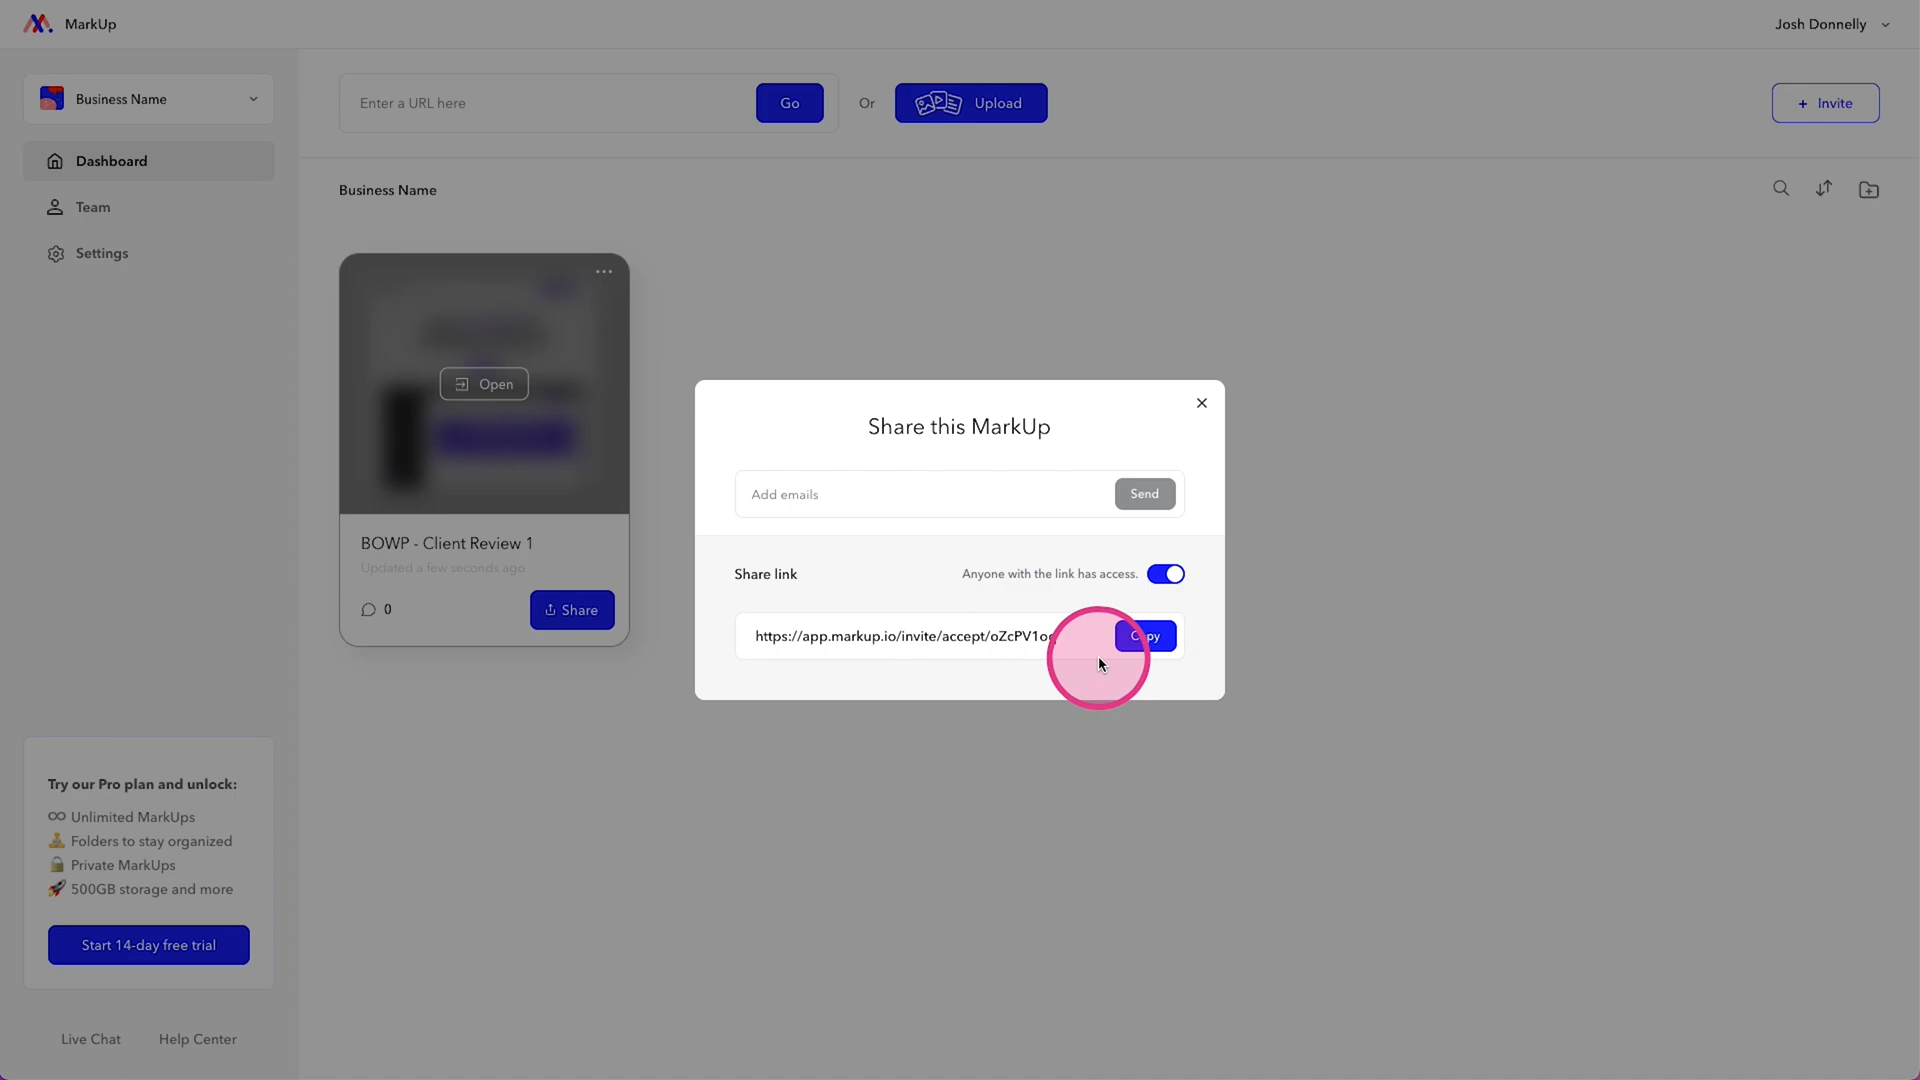 MarkUp
Josh Donnelly
Business Name
Enter a URL here
Go
Or
Upload
+ Invite
Dashboard
Team
Settings
Business Name
Open
BOWP - Client Review 1
Updated a few seconds ago
0
Share
Share this MarkUp
Add emails
Send
Share link
Anyone with the link has access.
https://app.markup.io/invite/accept/oZcPV1oq
Copy
Try our Pro plan and unlock:
Unlimited MarkUps
Folders to stay organized
Private MarkUps
500GB storage and more
Start 14-day free trial
Live Chat
Help Center